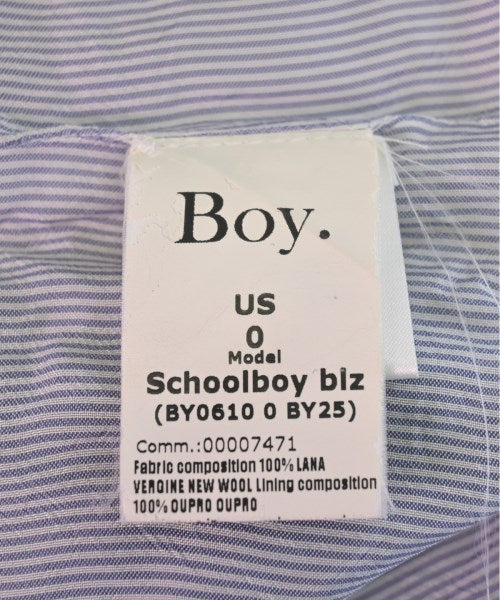 Boy.
US
0
Model
Schoolboy blz
(BY0610 0 BY25)
Comm.:00007471
Fabric composition 100% LANA
VERGINE NEW WOOL Lining composition
100% OUPRO OUPRO